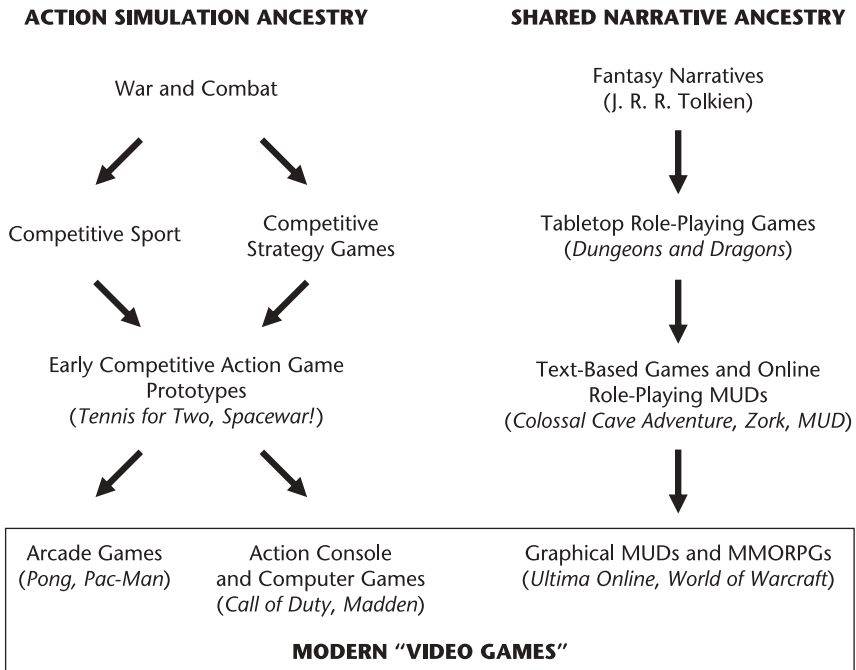 ACTION SIMULATION ANCESTRY
War and Combat
Competitive Sport
Competitive
Strategy Games
Early Competitive Action Game
Prototypes
(Tennis for Two, Spacewar!)
Arcade Games
(Pong, Pac-Man)
Action Console
and Computer Games
(Call of Duty, Madden)
SHARED NARRATIVE ANCESTRY
Fantasy Narratives
(J. R. R. Tolkien)
Tabletop Role-Playing Games
(Dungeons and Dragons)
Text-Based Games and Online
Role-Playing MUDs
(Colossal Cave Adventure, Zork, MUD)
Graphical MUDs and MMORPGs
(Ultima Online, World of Warcraft)
MODERN “VIDEO GAMES”